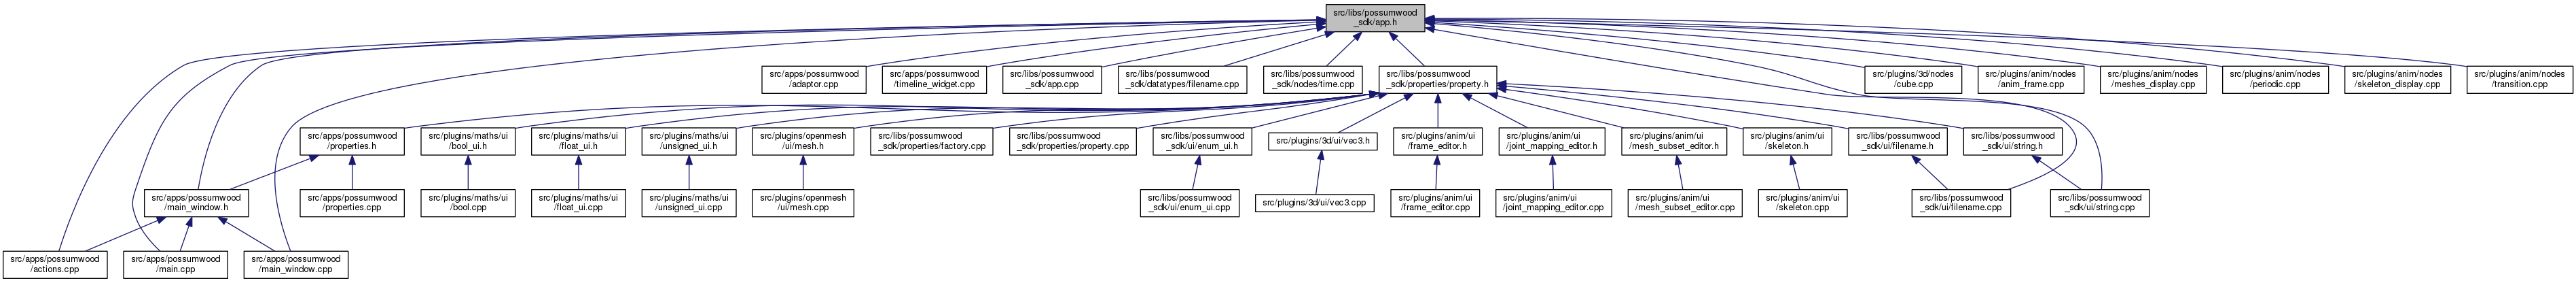 src/libs/possumwood
_sdk/app.h
src/apps/possumwood
/adaptor.cpp
src/apps/possumwood
/timeline_widget.cpp
src/libs/possumwood
_sdk/app.cpp
src/libs/possumwood
_sdk/datatypes/filename.cpp
src/libs/possumwood
_sdk/nodes/time.cpp
src/libs/possumwood
_sdk/properties/property.h
src/plugins/3d/nodes
/cube.cpp
src/plugins/anim/nodes
/anim_frame.cpp
src/plugins/anim/nodes
/meshes_display.cpp
src/plugins/anim/nodes
/periodic.cpp
src/plugins/anim/nodes
/skeleton_display.cpp
src/plugins/anim/nodes
/transition.cpp
src/apps/possumwood
/properties.h
src/plugins/maths/ui
/bool_ui.h
src/plugins/maths/ui
/float_ui.h
src/plugins/maths/ui
/unsigned_ui.h
src/plugins/openmesh
/ui/mesh.h
src/libs/possumwood
_sdk/properties/factory.cpp
src/libs/possumwood
_sdk/properties/property.cpp
src/libs/possumwood
_sdk/ui/enum_ui.h
src/plugins/3d/ui/vec3.h
src/plugins/anim/ui
/frame_editor.h
src/plugins/anim/ui
/joint_mapping_editor.h
src/plugins/anim/ui
/mesh_subset_editor.h
src/plugins/anim/ui
/skeleton.h
src/libs/possumwood
_sdk/ui/filename.h
src/libs/possumwood
_sdk/ui/string.h
src/apps/possumwood
/main_window.h
src/apps/possumwood
/properties.cpp
src/plugins/maths/ui
/bool.cpp
src/plugins/maths/ui
/float_ui.cpp
src/plugins/maths/ui
/unsigned_ui.cpp
src/plugins/openmesh
/ui/mesh.cpp
src/libs/possumwood
_sdk/ui/enum_ui.cpp
src/plugins/3d/ui/vec3.cpp
src/plugins/anim/ui
/frame_editor.cpp
src/plugins/anim/ui
/joint_mapping_editor.cpp
src/plugins/anim/ui
/mesh_subset_editor.cpp
src/plugins/anim/ui
/skeleton.cpp
src/libs/possumwood
_sdk/ui/filename.cpp
src/libs/possumwood
_sdk/ui/string.cpp
src/apps/possumwood
/actions.cpp
src/apps/possumwood
/main.cpp
src/apps/possumwood
/main_window.cpp